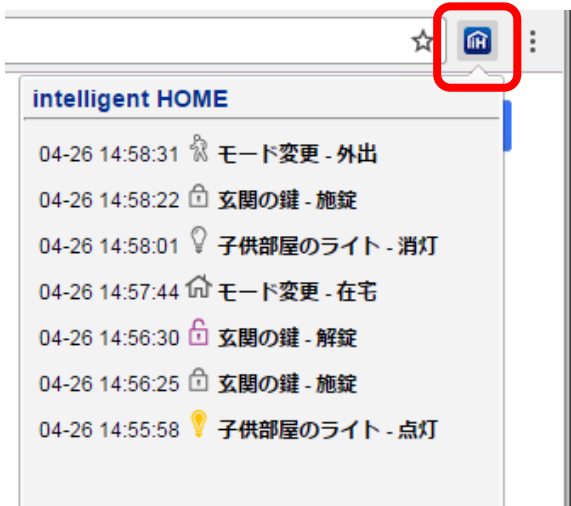 iH
intelligent HOME
04-26 14:58:31 モード変更 - 外出
04-26 14:58:22 玄関の鍵 - 施錠
04-26 14:58:01 子供部屋のライト - 消灯
04-26 14:57:44 モード変更 - 在宅
04-26 14:56:30 玄関の鍵 - 解錠
04-26 14:56:25 玄関の鍵 - 施錠
04-26 14:55:58 子供部屋のライト - 点灯